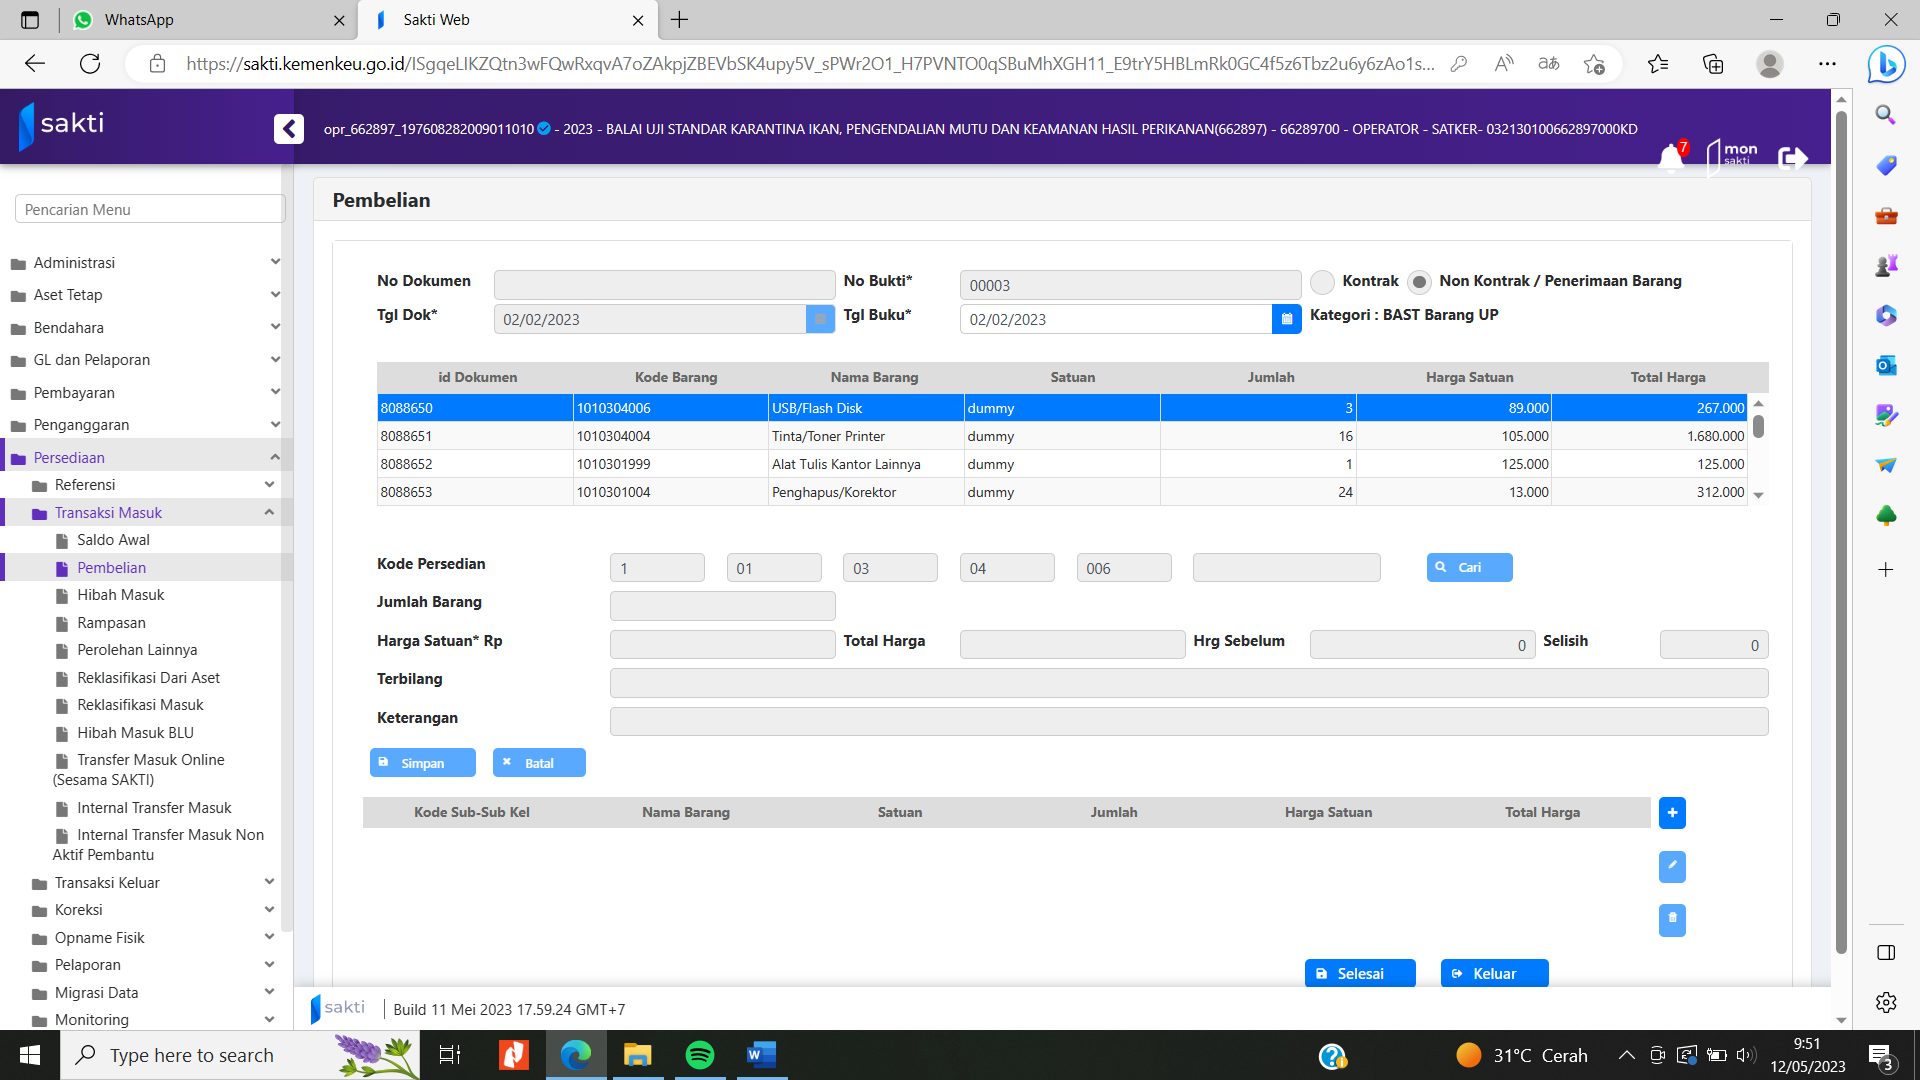 WhatsApp
Sakti Web
https://sakti.kemenkeu.go.id/ISgqeLIKZQtn3wFQwRxqvA7oZAkpjZBEVbSK4upy5V_sPWr2O1_H7PVNTO0qSBuMhXGH11_E9trY5HBLmRk0GC4f5z6Tbz2u6y6zAo1s...
sakti
opr_662897_197608282009011010 - 2023 - BALAI UJI STANDAR KARANTINA IKAN, PENGENDALIAN MUTU DAN KEAMANAN HASIL PERIKANAN(662897) - 66289700 - OPERATOR - SATKER- 032130100662897000KD
7
mon sakti
Pencarian Menu
Administrasi
Aset Tetap
Bendahara
GL dan Pelaporan
Pembayaran
Penganggaran
Persediaan
Referensi
Transaksi Masuk
Saldo Awal
Pembelian
Hibah Masuk
Rampasan
Perolehan Lainnya
Reklasifikasi Dari Aset
Reklasifikasi Masuk
Hibah Masuk BLU
Transfer Masuk Online
(Sesama SAKTI)
Internal Transfer Masuk
Internal Transfer Masuk Non
Aktif Pembantu
Transaksi Keluar
Koreksi
Opname Fisik
Pelaporan
Migrasi Data
Monitoring
Pembelian
No Dokumen No Bukti* 00003 Kontrak Non Kontrak / Penerimaan Barang
Tgl Dok* 02/02/2023 Tgl Buku* 02/02/2023 Kategori : BAST Barang UP
id Dokumen Kode Barang Nama Barang Satuan Jumlah Harga Satuan Total Harga
8088650 1010304006 USB/Flash Disk dummy 3 89.000 267.000
8088651 1010304004 Tinta/Toner Printer dummy 16 105.000 1.680.000
8088652 1010301999 Alat Tulis Kantor Lainnya dummy 1 125.000 125.000
8088653 1010301004 Penghapus/Korektor dummy 24 13.000 312.000
Kode Persedian 1 01 03 04 006 Cari
Jumlah Barang
Harga Satuan* Rp Total Harga Hrg Sebelum 0 Selisih 0
Terbilang
Keterangan
Simpan Batal
Kode Sub-Sub Kel Nama Barang Satuan Jumlah Harga Satuan Total Harga
Selesai Keluar
sakti Build 11 Mei 2023 17.59.24 GMT+7
Type here to search
31°C Cerah
9:51
12/05/2023
3